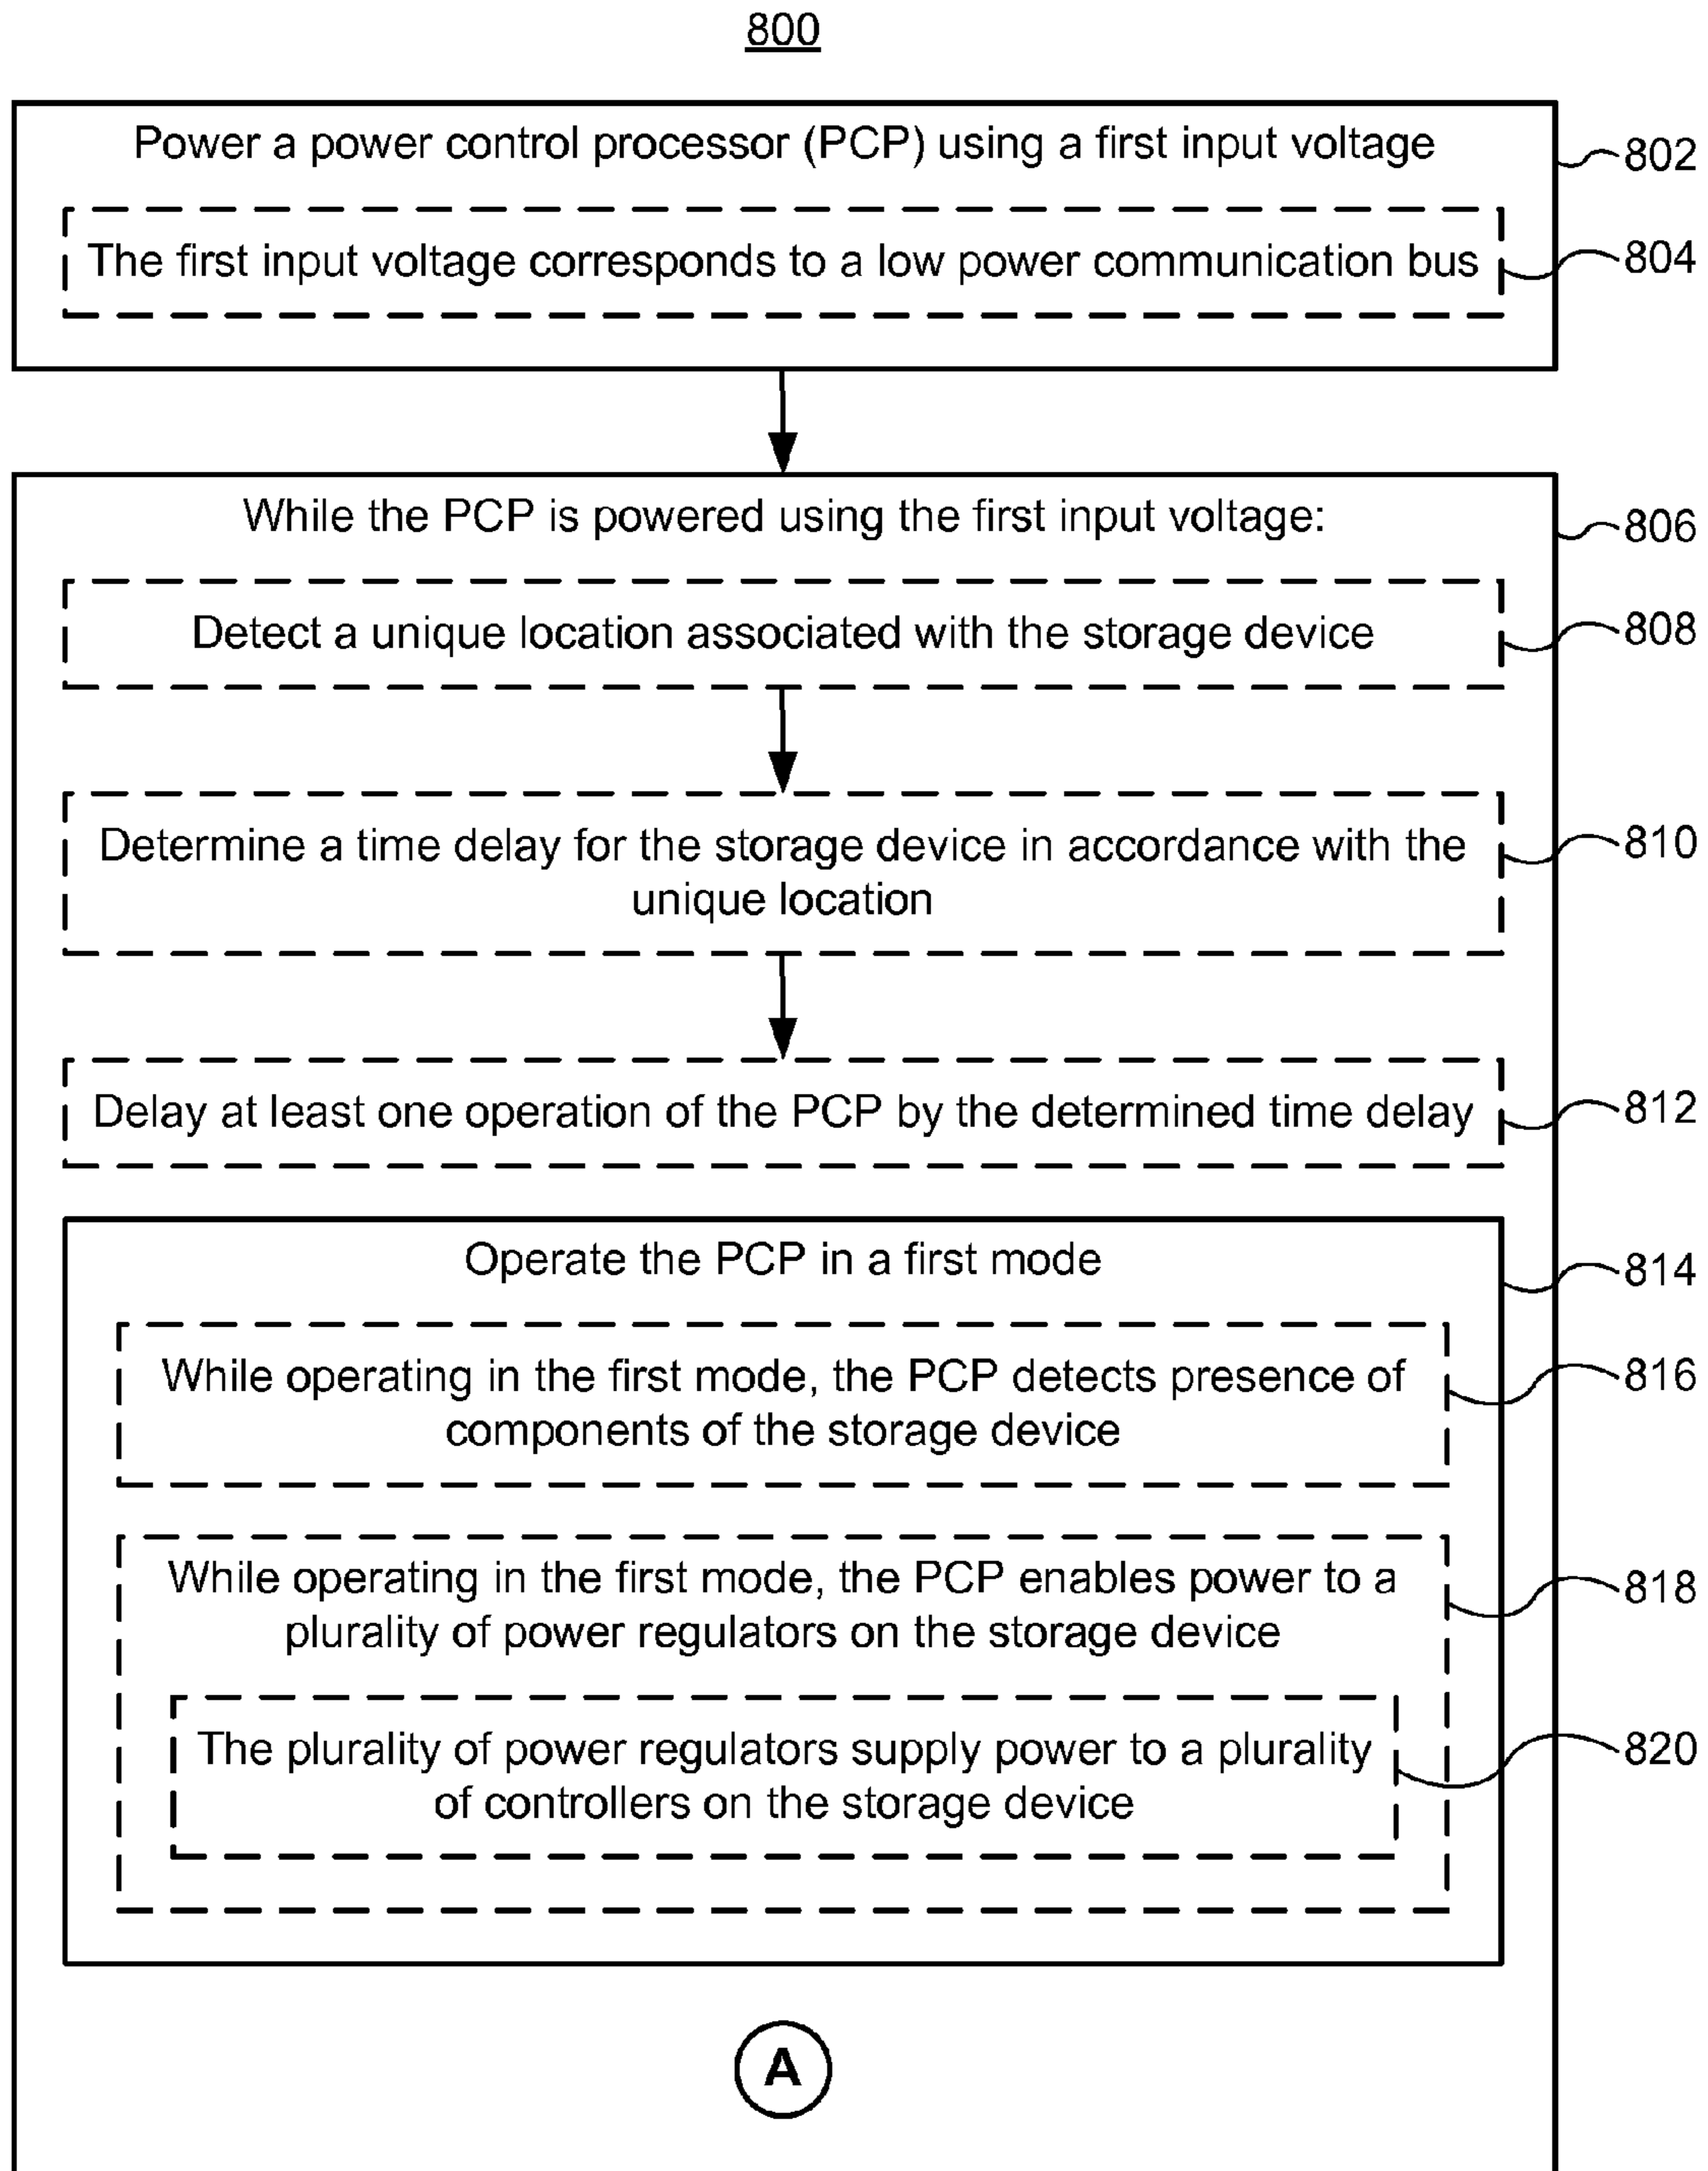 800
Power a power control processor (PCP) using a first input voltage
802
The first input voltage corresponds to a low power communication bus
804
While the PCP is powered using the first input voltage:
806
Detect a unique location associated with the storage device
808
Determine a time delay for the storage device in accordance with the
unique location
810
Delay at least one operation of the PCP by the determined time delay
812
Operate the PCP in a first mode
814
While operating in the first mode, the PCP detects presence of
components of the storage device
816
While operating in the first mode, the PCP enables power to a
plurality of power regulators on the storage device
818
The plurality of power regulators supply power to a plurality
of controllers on the storage device
820
A